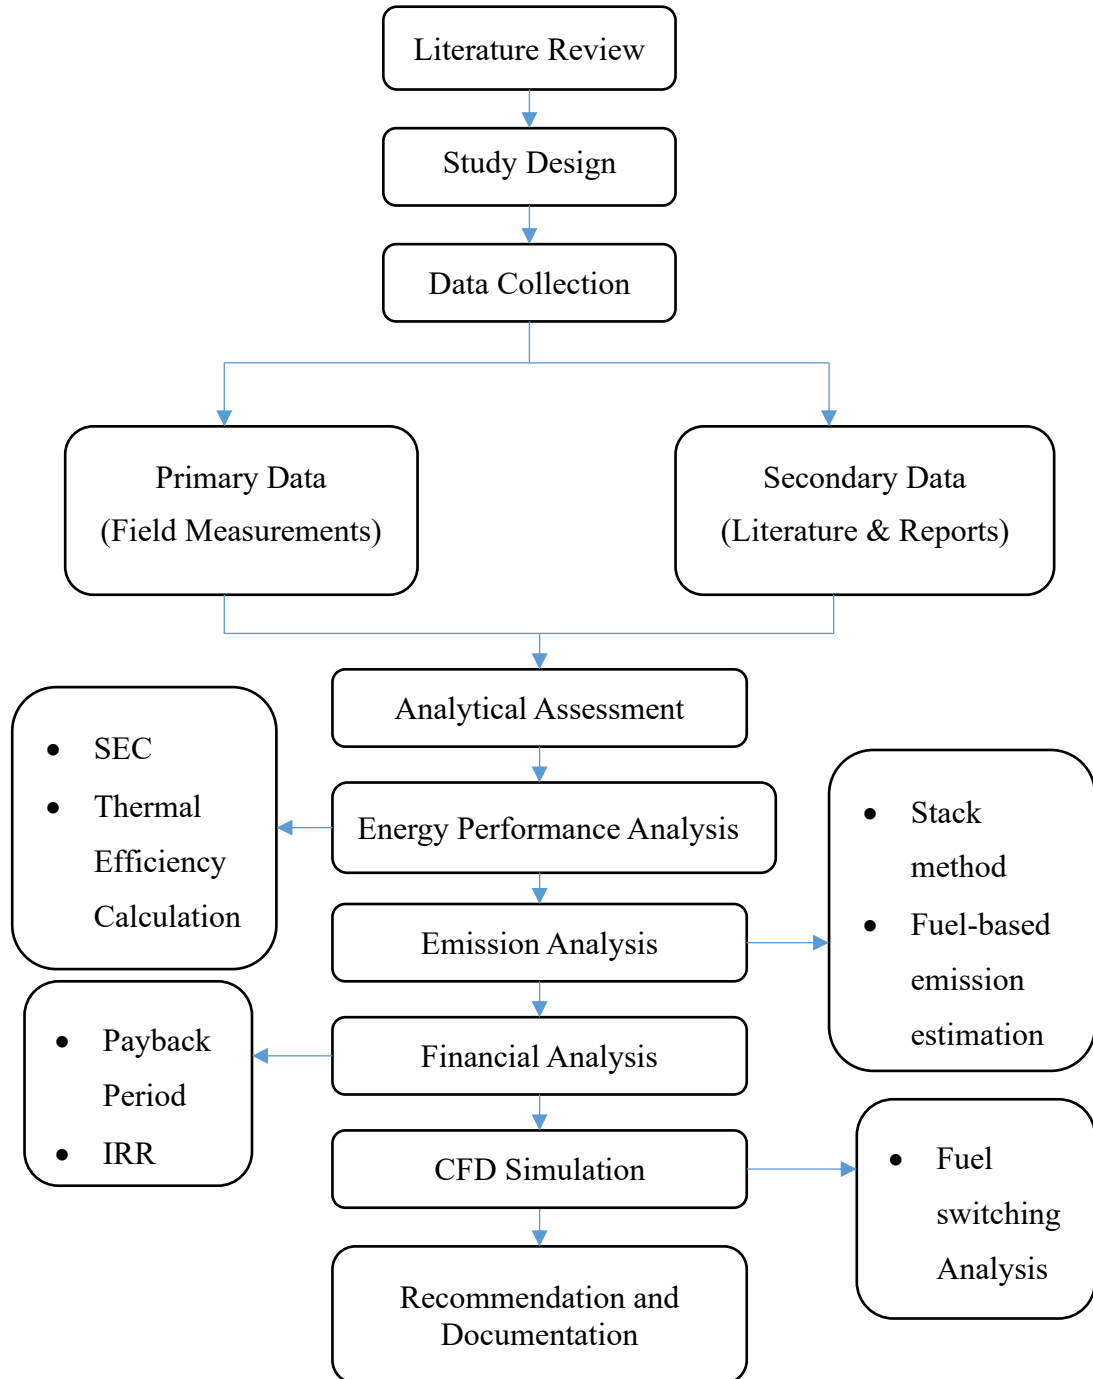 Literature Review
Study Design
Data Collection
Primary Data
(Field Measurements)
Secondary Data
(Literature & Reports)
Analytical Assessment
• SEC
• Thermal
Efficiency
Calculation
Energy Performance Analysis
• Stack
method
• Fuel-based
emission
estimation
Emission Analysis
• Payback
Period
• IRR
Financial Analysis
CFD Simulation
• Fuel
switching
Analysis
Recommendation and
Documentation